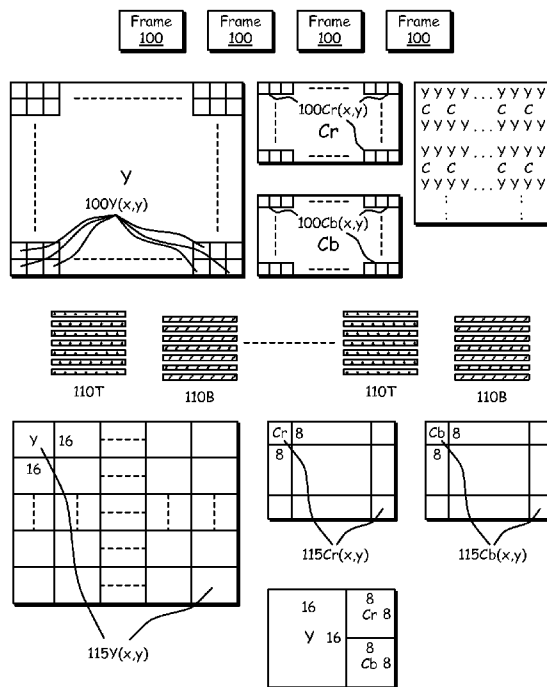 Frame
100
Frame
100
Frame
100
Frame
100
Y
100Y(x,y)
100Cr(x,y)
Cr
100Cb(x,y)
Cb
Y Y Y Y ... Y Y Y Y
C C C C
Y Y Y Y ... Y Y Y Y
Y Y Y Y ... Y Y Y Y
C C C C
Y Y Y Y ... Y Y Y Y
110T
110B
110T
110B
Y 16
16
115Y(x,y)
Cr 8
8
115Cr(x,y)
Cb 8
8
115Cb(x,y)
16
Y 16
8
Cr 8
8
Cb 8